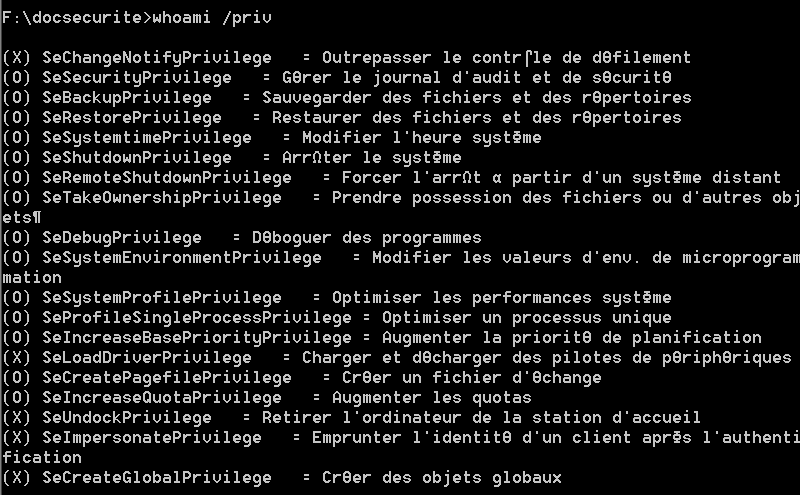 F:\docsecurite>whoami /priv
(X) SeChangeNotifyPrivilege = Outrepasser le contr⌠le de dΘfilement
(O) SeSecurityPrivilege = GΘrer le journal d'audit et de sΘcuritΘ
(O) SeBackupPrivilege = Sauvegarder des fichiers et des rΘpertoires
(O) SeRestorePrivilege = Restaurer des fichiers et des rΘpertoires
(O) SeSystemtimePrivilege = Modifier l'heure systΦme
(O) SeShutdownPrivilege = ArrΩter le systΦme
(O) SeRemoteShutdownPrivilege = Forcer l'arrΩt α partir d'un systΦme distant
(O) SeTakeOwnershipPrivilege = Prendre possession des fichiers ou d'autres obj
ets¶
(O) SeDebugPrivilege = DΘboguer des programmes
(O) SeSystemEnvironmentPrivilege = Modifier les valeurs d'env. de microprogram
mation
(O) SeSystemProfilePrivilege = Optimiser les performances systΦme
(O) SeProfileSingleProcessPrivilege = Optimiser un processus unique
(O) SeIncreaseBasePriorityPrivilege = Augmenter la prioritΘ de planification
(X) SeLoadDriverPrivilege = Charger et dΘcharger des pilotes de pΘriphΘriques
(O) SeCreatePagefilePrivilege = CrΘer un fichier d'Θchange
(O) SeIncreaseQuotaPrivilege = Augmenter les quotas
(X) SeUndockPrivilege = Retirer l'ordinateur de la station d'accueil
(X) SeImpersonatePrivilege = Emprunter l'identitΘ d'un client aprΦs l'authenti
fication
(X) SeCreateGlobalPrivilege = CrΘer des objets globaux